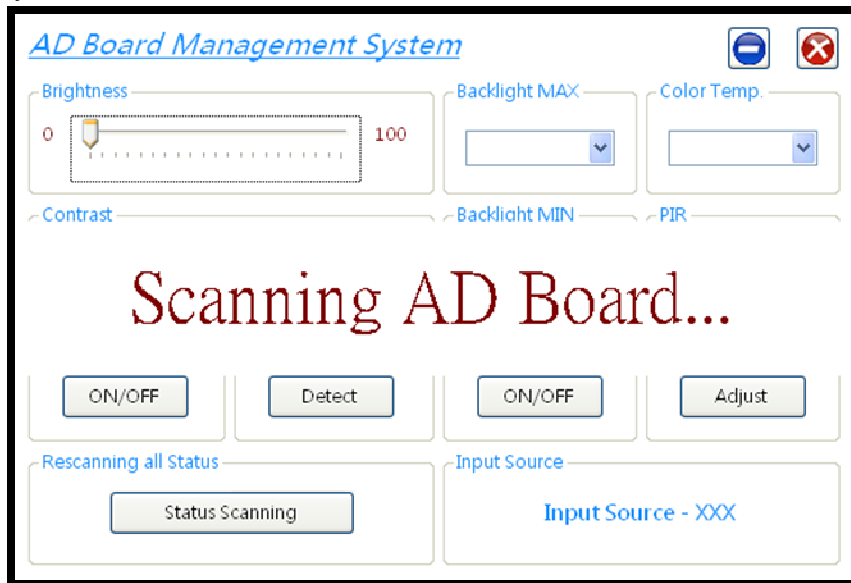 AD Board Management System
Brightness
Backlight MAX
Color Temp.
0
100
Contrast
Backlight MIN
PIR
Scanning AD Board...
ON/OFF
Detect
ON/OFF
Adjust
Rescanning all Status
Input Source
Status Scanning
Input Source - XXX